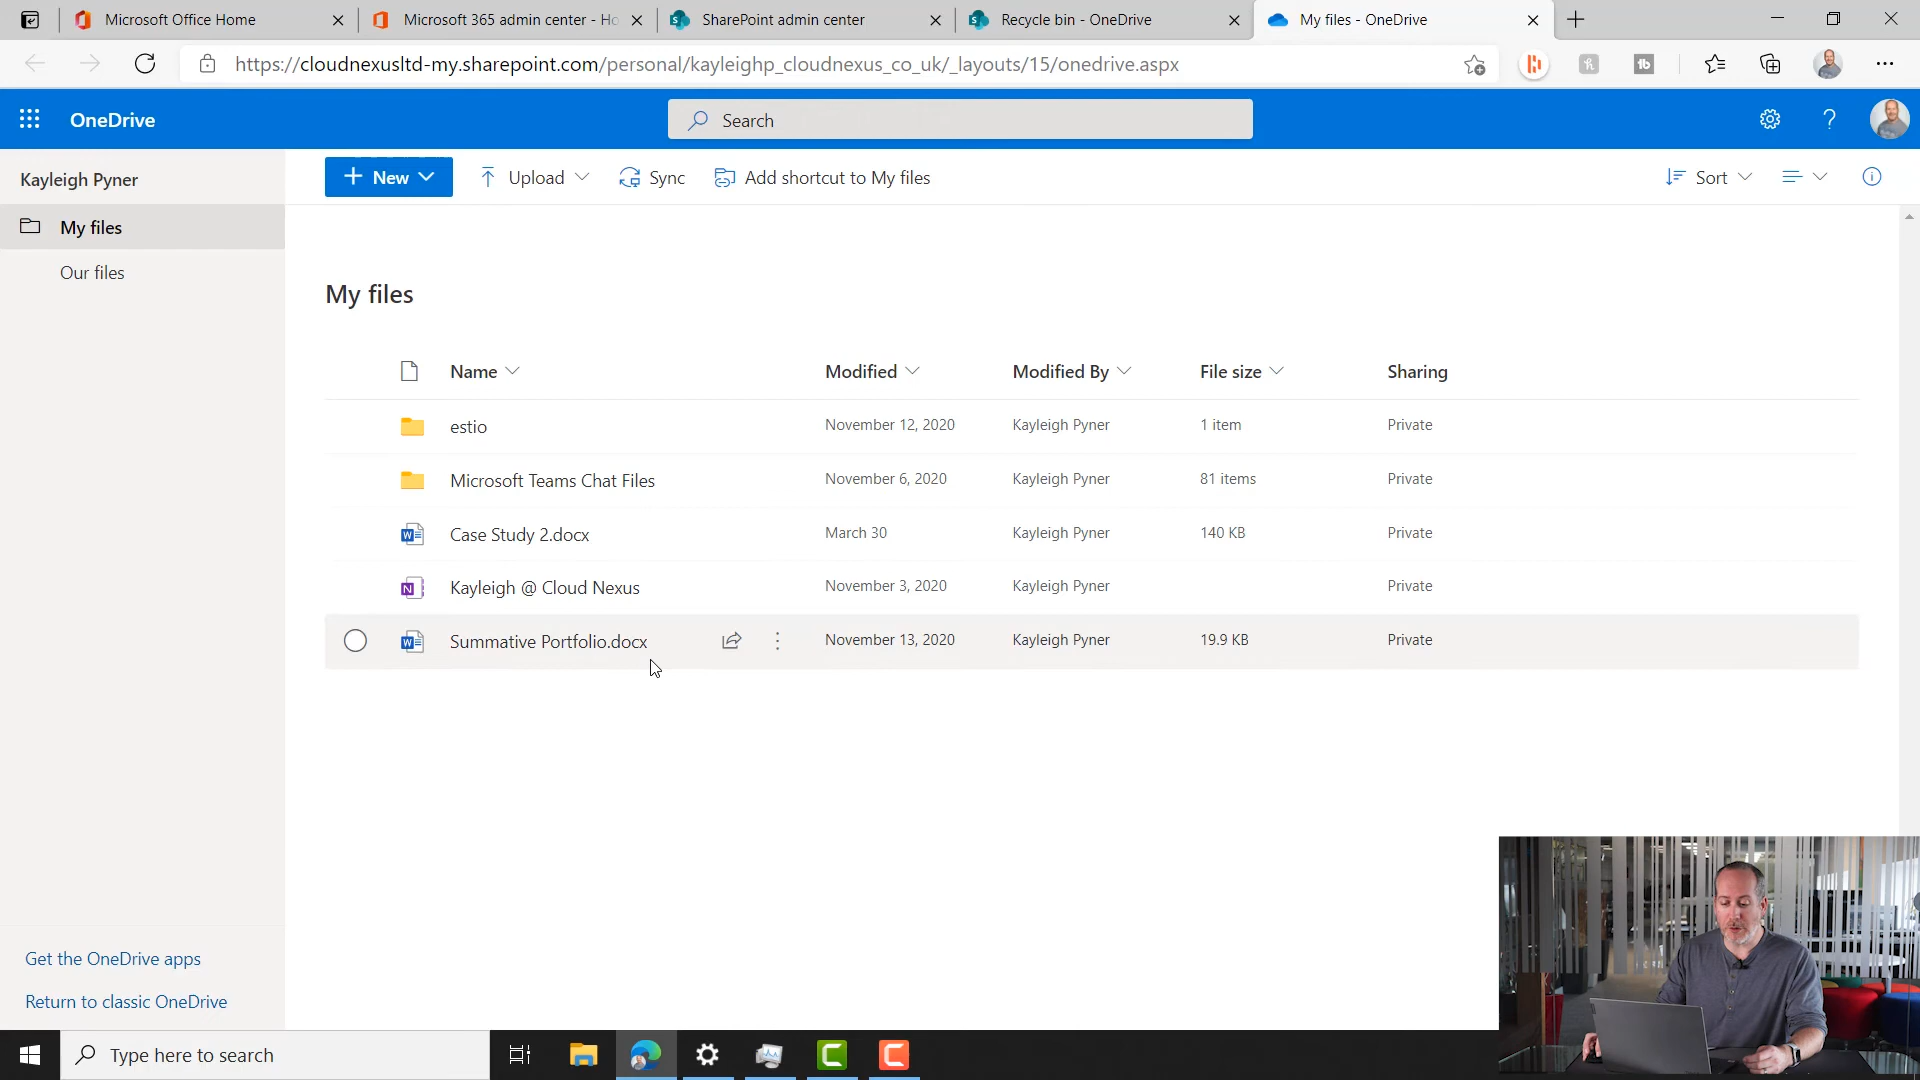 Microsoft Office Home
Microsoft 365 admin center - Ho
SharePoint admin center
Recycle bin - OneDrive
My files - OneDrive
https://cloudnexusltd-my.sharepoint.com/personal/kayleighp_cloudnexus_co_uk/_layouts/15/onedrive.aspx
OneDrive
Search
Kayleigh Pyner
My files
Our files
New
Upload
Sync
Add shortcut to My files
Sort
My files
Name Modified Modified By File size Sharing
estio November 12, 2020 Kayleigh Pyner 1 item Private
Microsoft Teams Chat Files November 6, 2020 Kayleigh Pyner 81 items Private
Case Study 2.docx March 30 Kayleigh Pyner 140 KB Private
Kayleigh @ Cloud Nexus November 3, 2020 Kayleigh Pyner Private
Summative Portfolio.docx November 13, 2020 Kayleigh Pyner 19.9 KB Private
Get the OneDrive apps
Return to classic OneDrive
Type here to search